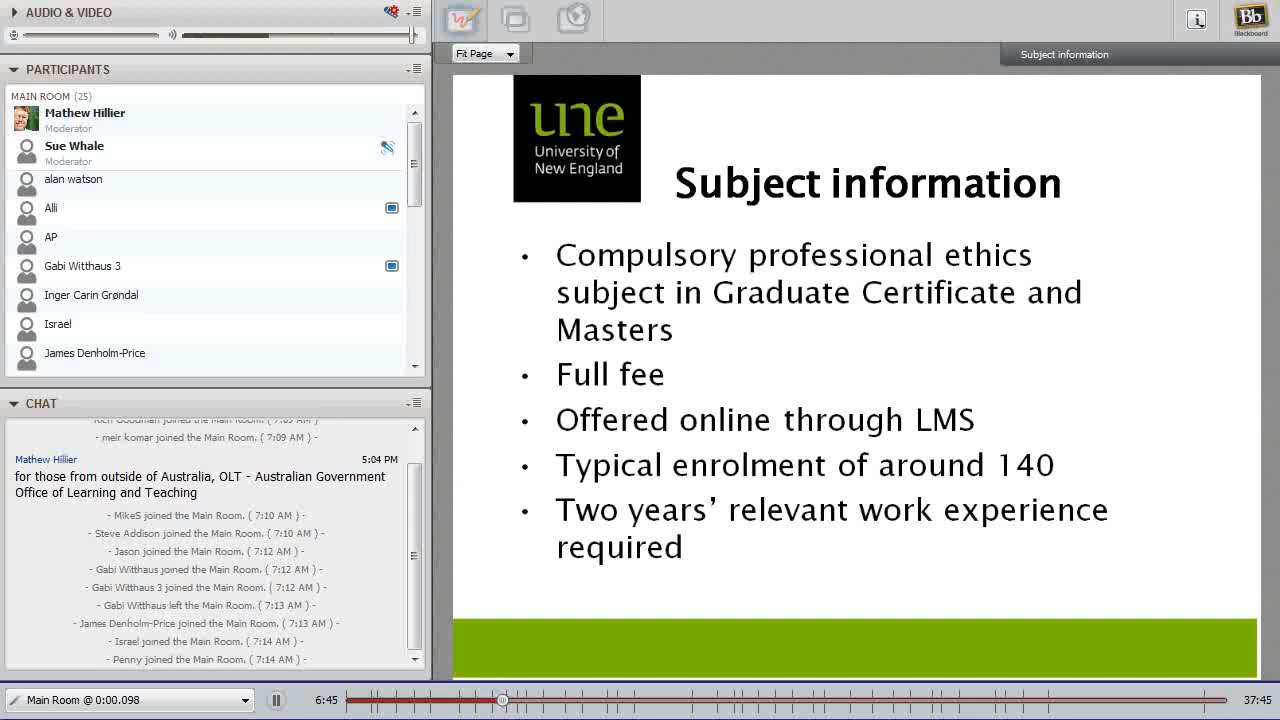 AUDIO & VIDEO
PARTICIPANTS
MAIN ROOM (25)
Mathew Hillier
Moderator
Sue Whale
Moderator
alan watson
Alli
AP
Gabi Witthaus 3
Inger Carin Grøndal
Israel
James Denholm-Price
CHAT
- meir komar joined the Main Room. ( 7:09 AM ) -
Mathew Hillier 5:04 PM
for those from outside of Australia, OLT - Australian Government
Office of Learning and Teaching
- MikeS joined the Main Room. ( 7:10 AM ) -
- Steve Addison joined the Main Room. ( 7:10 AM ) -
- Jason joined the Main Room. ( 7:12 AM ) -
- Gabi Witthaus joined the Main Room. ( 7:12 AM ) -
- Gabi Witthaus 3 joined the Main Room. ( 7:12 AM ) -
- Gabi Witthaus left the Main Room. ( 7:13 AM ) -
- James Denholm-Price joined the Main Room. ( 7:13 AM ) -
- Israel joined the Main Room. ( 7:14 AM ) -
- Penny joined the Main Room. ( 7:14 AM ) -
Main Room @ 0:00.098
6:45
37:45
Bb
Blackboard
Fit Page
Subject information
une
University of
New England
Subject information
• Compulsory professional ethics
subject in Graduate Certificate and
Masters
• Full fee
• Offered online through LMS
• Typical enrolment of around 140
• Two years’ relevant work experience
required